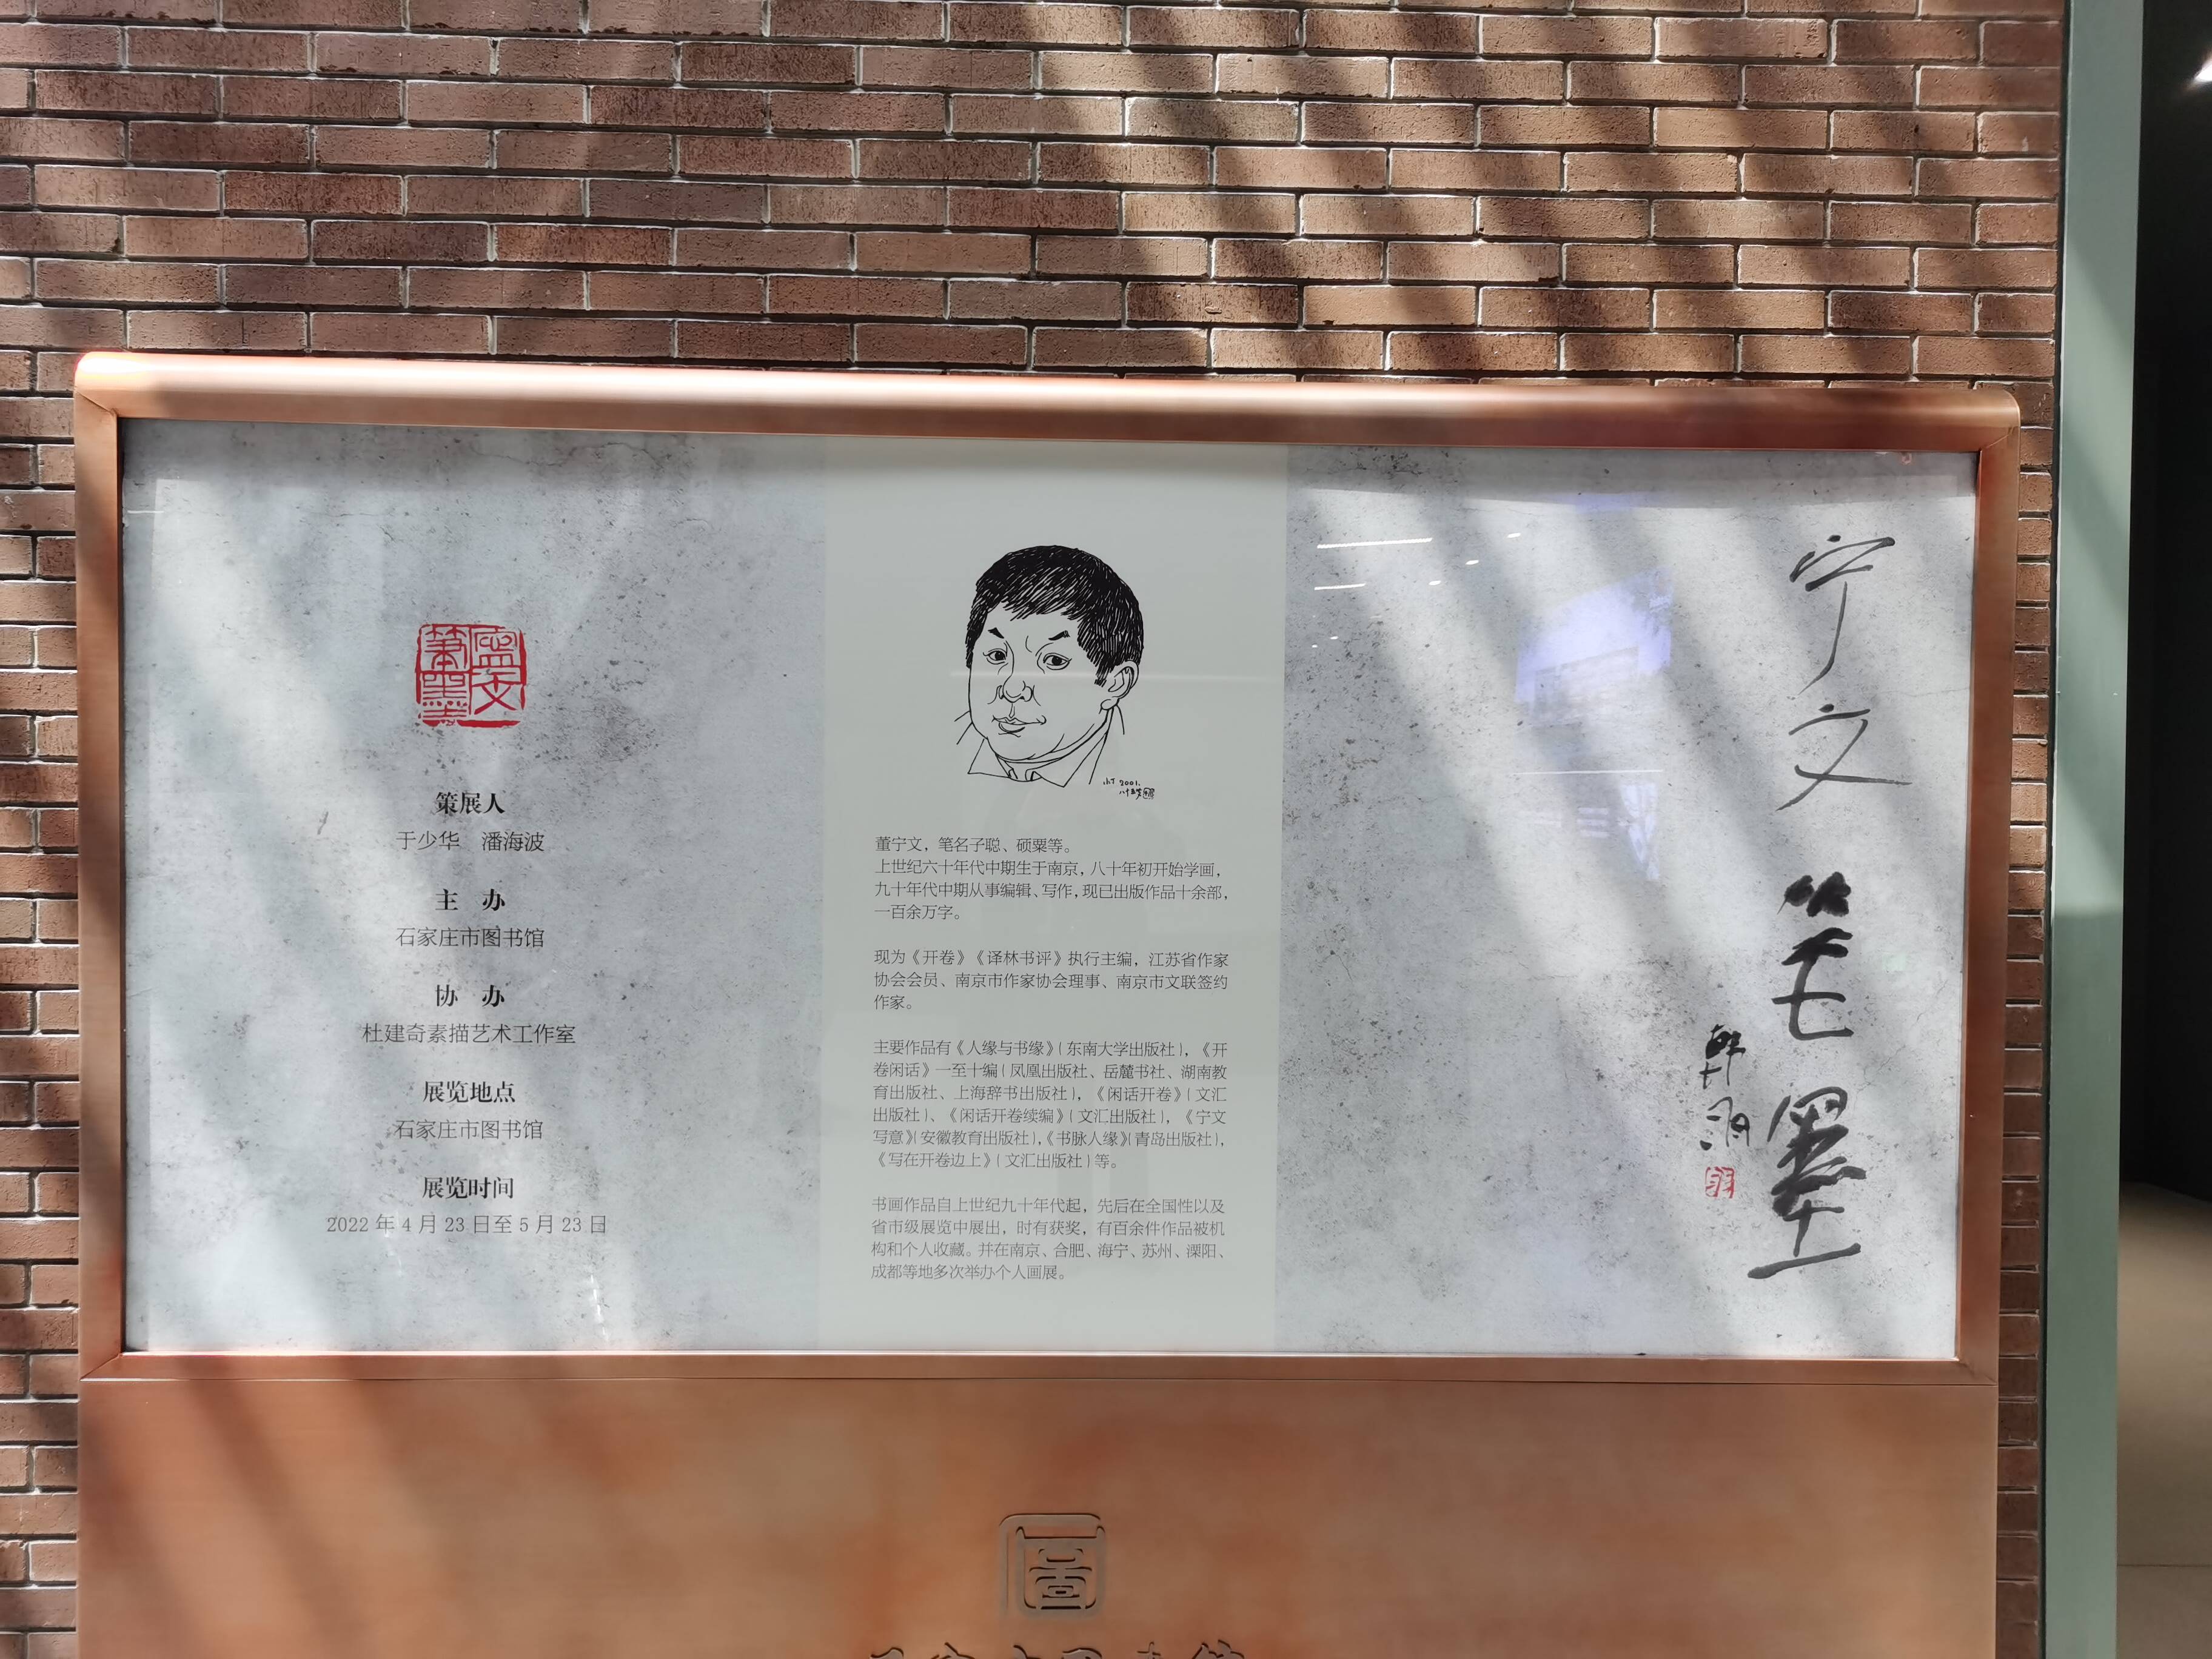 策展人
于少华 潘海波
主 办
石家庄市图书馆
协 办
杜建奇素描艺术工作室
展览地点
石家庄市图书馆
展览时间
2022 年 4 月 23 日至 5 月 23 日
小丁 2001.
董宁文，笔名子聪、硕粟等。
上世纪六十年代中期生于南京，八十年初开始学画，
九十年代中期从事编辑、写作，现已出版作品十余部，
一百余万字。
现为《开卷》《译林书评》执行主编，江苏省作家
协会会员、南京市作家协会理事、南京市文联签约
作家。
主要作品有《人缘与书缘》(东南大学出版社)，《开
卷闲话》一至十编(凤凰出版社、岳麓书社、湖南教
育出版社、上海辞书出版社)，《闲话开卷》(文汇
出版社)、《闲话开卷续编》(文汇出版社)，《宁文
写意》(安徽教育出版社)，《书脉人缘》(青岛出版社)，
《写在开卷边上》(文汇出版社)等。
书画作品自上世纪九十年代起，先后在全国性以及
省市级展览中展出，时有获奖，有百余件作品被机
构和个人收藏。并在南京、合肥、海宁、苏州、溧阳、
成都等地多次举办个人画展。
宁文笔墨
韩羽